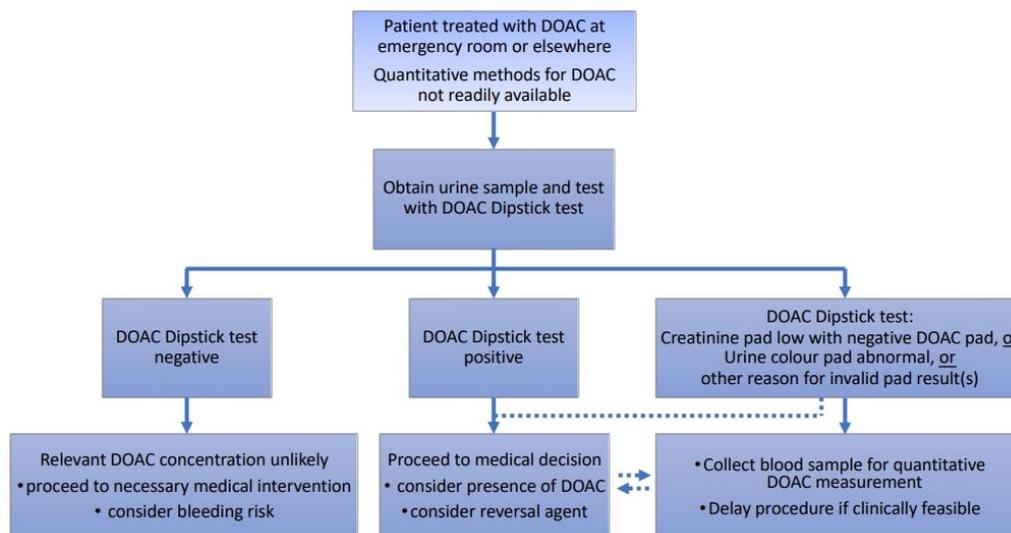 Patient treated with DOAC at
emergency room or elsewhere
Quantitative methods for DOAC
not readily available
Obtain urine sample and test
with DOAC Dipstick test
DOAC Dipstick test
negative
DOAC Dipstick test
positive
DOAC Dipstick test:
Creatinine pad low with negative DOAC pad, o
Urine colour pad abnormal, or
other reason for invalid pad result(s)
Relevant DOAC concentration unlikely
•proceed to necessary medical intervention
• consider bleeding risk
Proceed to medical decision
• consider presence of DOAC
•consider reversal agent
•Collect blood sample for quantitative
DOAC measurement
•Delay procedure if clinically feasible